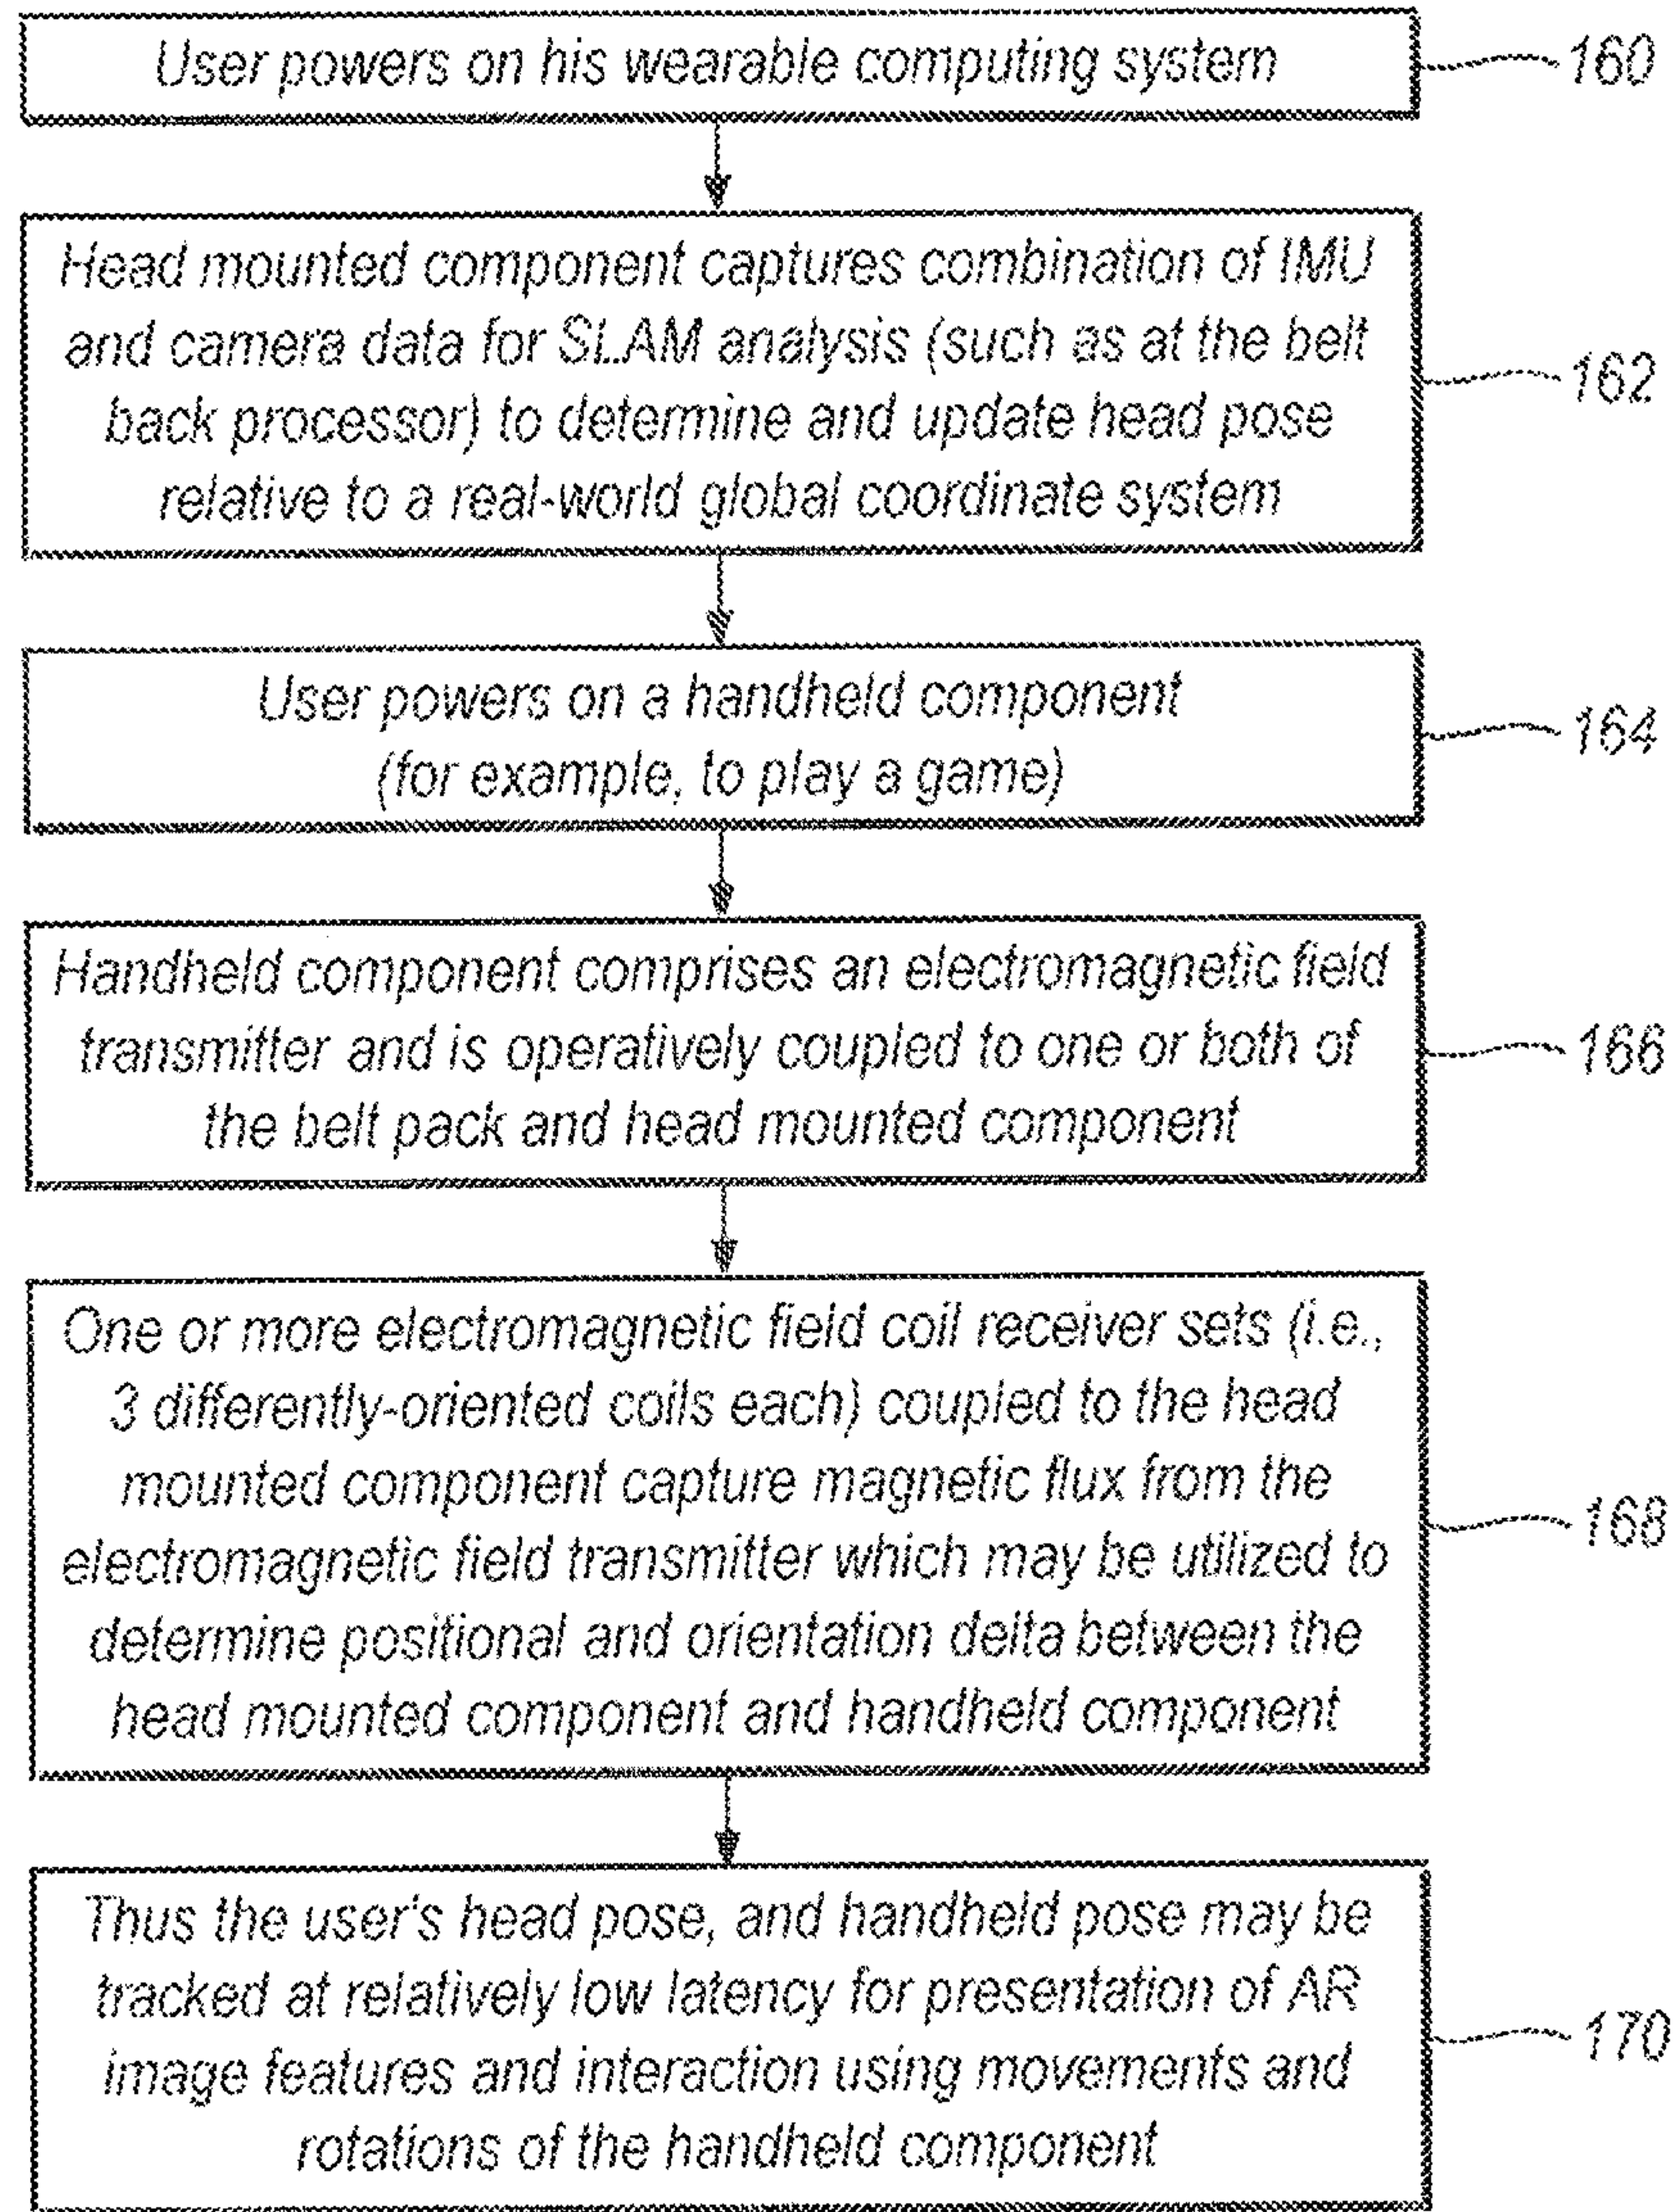 User powers on his wearable computing system
160
Head mounted component captures combination of IMU
and camera data for SLAM analysis (such as at the belt
back processor) to determine and update head pose
relative to a real-world global coordinate system
162
User powers on a handheld component
(for example, to play a game)
164
Handheld component comprises an electromagnetic field
transmitter and is operatively coupled to one or both of
the belt pack and head mounted component
166
One or more electromagnetic field coil receiver sets (i.e.,
3 differently-oriented coils each) coupled to the head
mounted component capture magnetic flux from the
electromagnetic field transmitter which may be utilized to
determine positional and orientation delta between the
head mounted component and handheld component
168
Thus the user's head pose, and handheld pose may be
tracked at relatively low latency for presentation of AR
image features and interaction using movements and
rotations of the handheld component
170